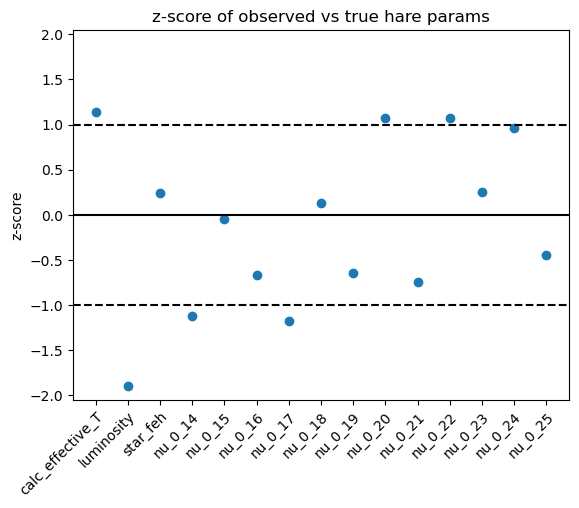 z-score of observed vs true hare params
2.0
1.5
1.0
0.5
0.0
−0.5
−1.0
−1.5
−2.0
z-score
calc_effective_T
luminosity
star_feh
nu_0_14
nu_0_15
nu_0_16
nu_0_17
nu_0_18
nu_0_19
nu_0_20
nu_0_21
nu_0_22
nu_0_23
nu_0_24
nu_0_25